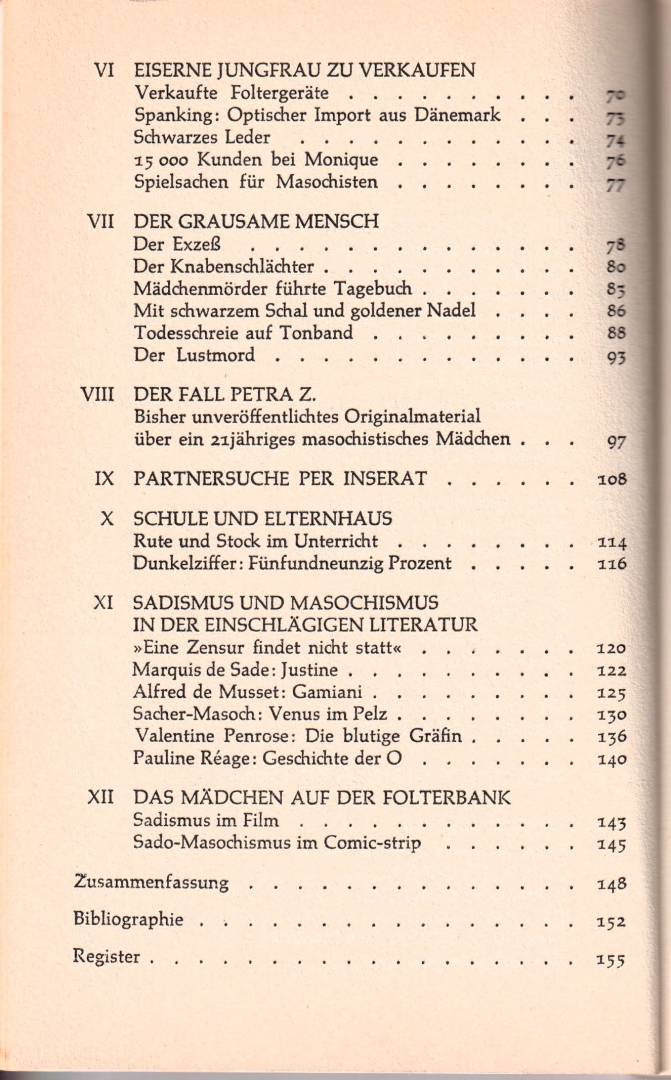 VI EISERNE JUNGFRAU ZU VERKAUFEN
Verkaufte Foltergeräte . . . . . . . . . . 70
Spanking: Optischer Import aus Dänemark . . . 73
Schwarzes Leder . . . . . . . . . . . . 74
15 000 Kunden bei Monique . . . . . . . . 76
Spielsachen für Masochisten . . . . . . . . 77
VII DER GRAUSAME MENSCH
Der Exzeß . . . . . . . . . . . . . . 78
Der Knabenschlächter . . . . . . . . . . . 80
Mädchenmörder führte Tagebuch . . . . . . . 83
Mit schwarzem Schal und goldener Nadel . . . . 86
Todesschreie auf Tonband . . . . . . . . . 88
Der Lustmord . . . . . . . . . . . . . 93
VIII DER FALL PETRA Z.
Bisher unveröffentlichtes Originalmaterial
über ein 21jähriges masochistisches Mädchen . . . 97
IX PARTNERSUCHE PER INSERAT . . . . . . 108
X SCHULE UND ELTERNHAUS
Rute und Stock im Unterricht . . . . . . . . 114
Dunkelziffer: Fünfundneunzig Prozent . . . . . 116
XI SADISMUS UND MASOCHISMUS
IN DER EINSCHLÄGIGEN LITERATUR
»Eine Zensur findet nicht statt« . . . . . . . 120
Marquis de Sade: Justine . . . . . . . . . . 122
Alfred de Musset: Gamiani . . . . . . . . . 125
Sacher-Masoch: Venus im Pelz . . . . . . . . 130
Valentine Penrose: Die blutige Gräfin . . . . . 136
Pauline Réage: Geschichte der O . . . . . . . 140
XII DAS MÄDCHEN AUF DER FOLTERBANK
Sadismus im Film . . . . . . . . . . . . 143
Sado-Masochismus im Comic-strip . . . . . . 145
Zusammenfassung . . . . . . . . . . . . . . 148
Bibliographie . . . . . . . . . . . . . . . . 152
Register . . . . . . . . . . . . . . . . . . 155